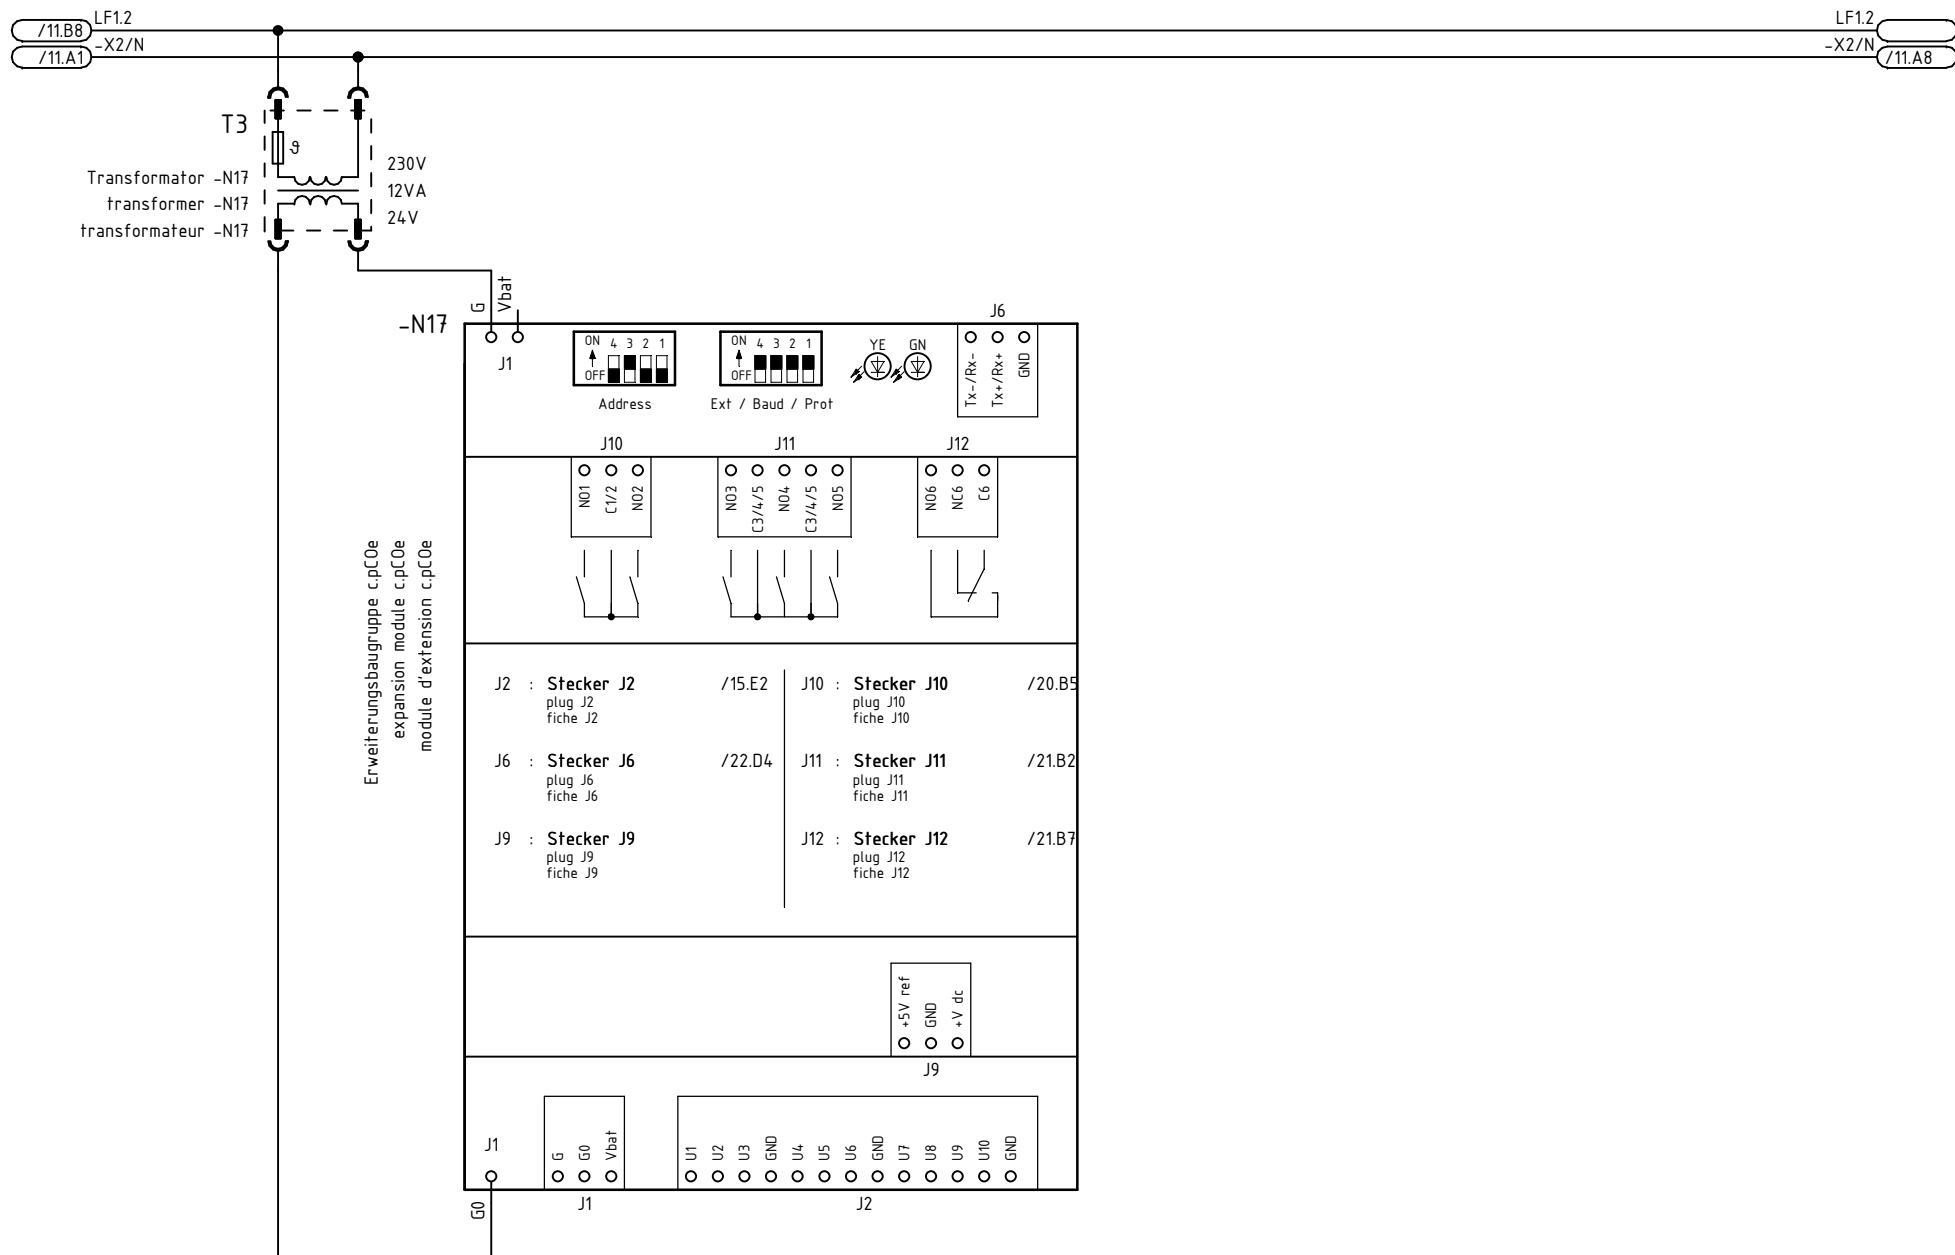 LF1.2 LF1.2
/11.B8
-X2/N -X2/N
/11.A1 /11.A8
T3
ϑ
230V
Transformator -N17
12VA
transformer -N17
24V
transformateur -N17
G
Vbat
-N17
J1
ON 4 3 2 1
OFF
Address
ON 4 3 2 1
OFF
Ext / Baud / Prot
YE GN
J6
Tx-/Rx-
Tx+/Rx+
GND
J10 J11 J12
NO1
C1/2
NO2
NO3
C3/4/5
NO4
C3/4/5
NO5
NO6
NC6
C6
Erweiterungsbaugruppe c.pCOe
expansion module c.pCOe
module d'extension c.pCOe
J2 : Stecker J2 /15.E2
plug J2
fiche J2
J6 : Stecker J6 /22.D4
plug J6
fiche J6
J9 : Stecker J9
plug J9
fiche J9
J10 : Stecker J10 /20.B5
plug J10
fiche J10
J11 : Stecker J11 /21.B2
plug J11
fiche J11
J12 : Stecker J12 /21.B7
plug J12
fiche J12
+5V ref
GND
+V dc
J9
J1
G0
G
G0
Vbat
J1
U1
U2
U3
GND
U4
U5
U6
GND
U7
U8
U9
U10
GND
J2